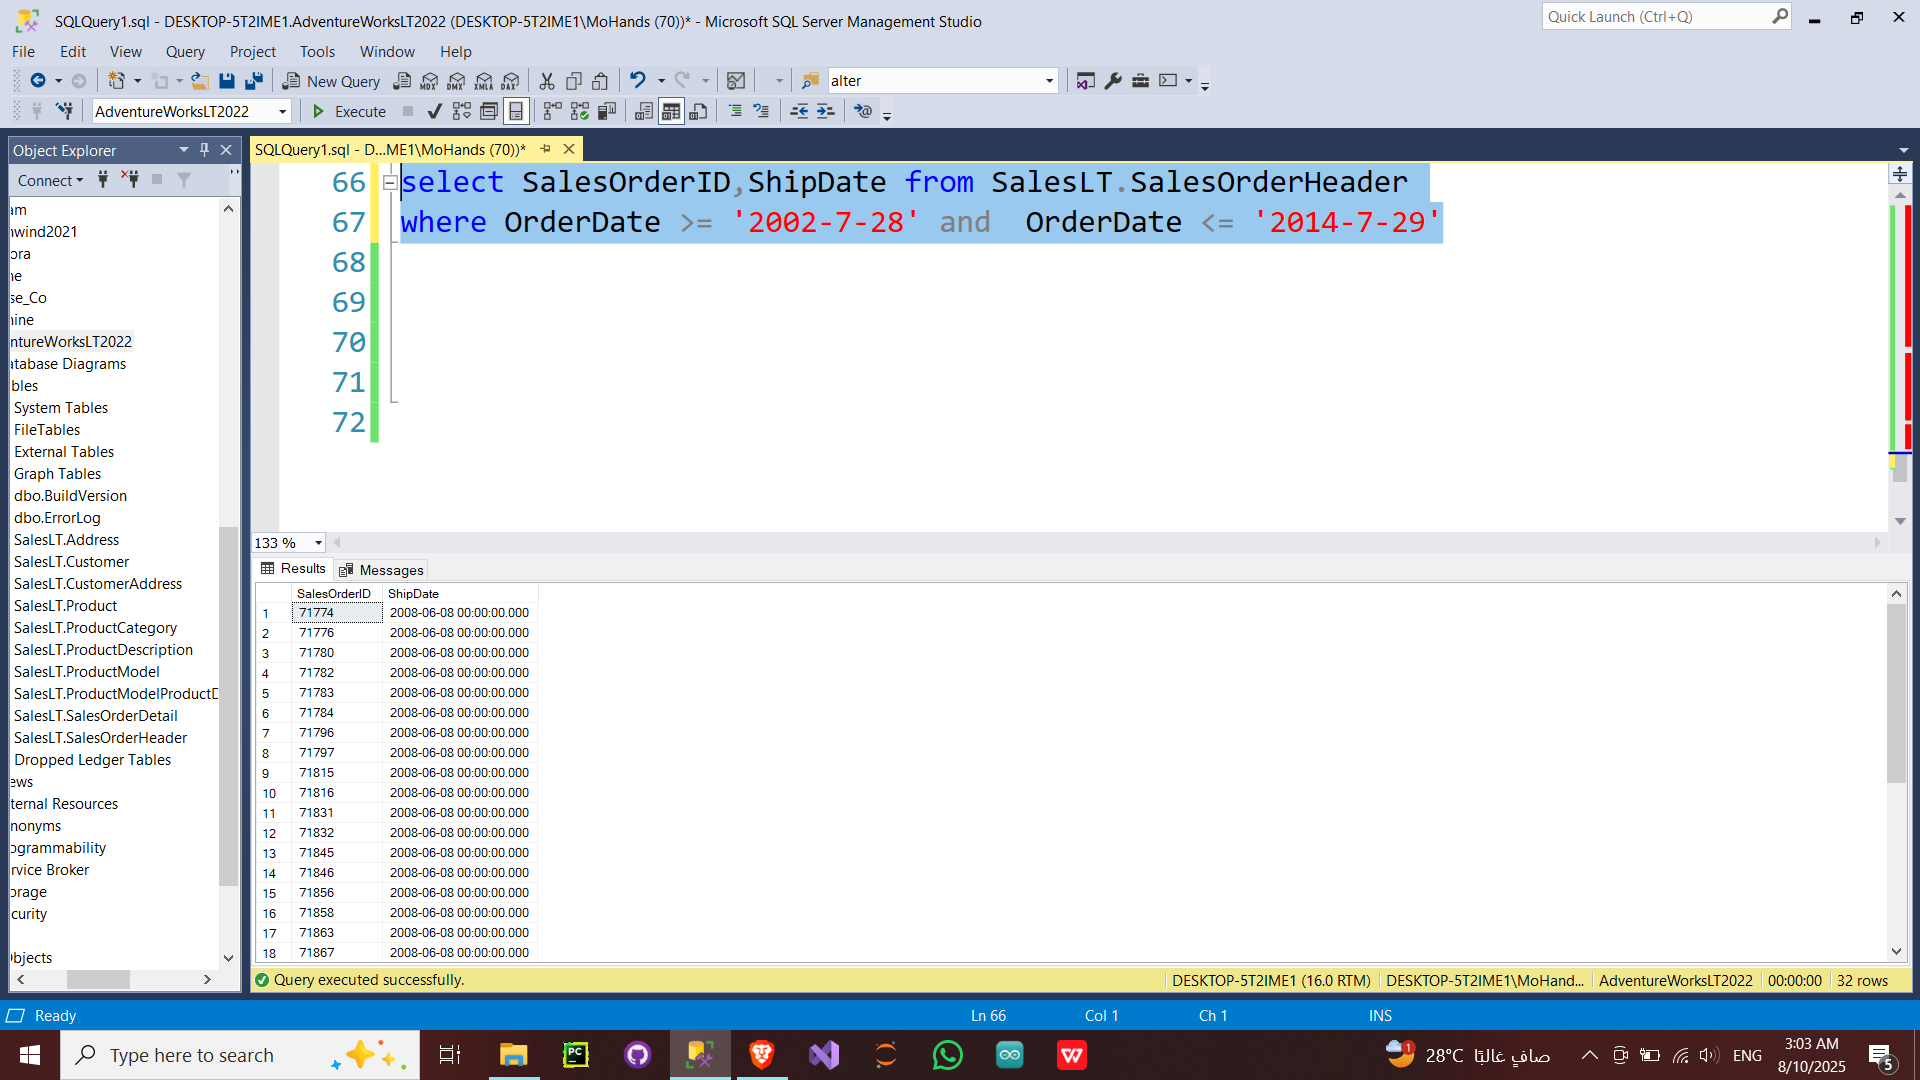 SQLQuery1.sql - DESKTOP-5T2IME1.AdventureWorksLT2022 (DESKTOP-5T2IME1\MoHands (70))* - Microsoft SQL Server Management Studio
Quick Launch (Ctrl+Q)
File Edit View Query Project Tools Window Help
New Query MDX DMX XMLA DAX alter
AdventureWorksLT2022 Execute
Object Explorer
Connect
am
nwind2021
ora
ne
se_Co
nine
ntureWorksLT2022
atabase Diagrams
bles
System Tables
FileTables
External Tables
Graph Tables
dbo.BuildVersion
dbo.ErrorLog
SalesLT.Address
SalesLT.Customer
SalesLT.CustomerAddress
SalesLT.Product
SalesLT.ProductCategory
SalesLT.ProductDescription
SalesLT.ProductModel
SalesLT.ProductModelProductD
SalesLT.SalesOrderDetail
SalesLT.SalesOrderHeader
Dropped Ledger Tables
ews
ternal Resources
nonyms
ogrammability
rvice Broker
orage
curity
Objects
SQLQuery1.sql - D...ME1\MoHands (70))*
66 select SalesOrderID,ShipDate from SalesLT.SalesOrderHeader
67 where OrderDate >= '2002-7-28' and OrderDate <= '2014-7-29'
68
69
70
71
72
133 %
Results Messages
SalesOrderID ShipDate
1 71774 2008-06-08 00:00:00.000
2 71776 2008-06-08 00:00:00.000
3 71780 2008-06-08 00:00:00.000
4 71782 2008-06-08 00:00:00.000
5 71783 2008-06-08 00:00:00.000
6 71784 2008-06-08 00:00:00.000
7 71796 2008-06-08 00:00:00.000
8 71797 2008-06-08 00:00:00.000
9 71815 2008-06-08 00:00:00.000
10 71816 2008-06-08 00:00:00.000
11 71831 2008-06-08 00:00:00.000
12 71832 2008-06-08 00:00:00.000
13 71845 2008-06-08 00:00:00.000
14 71846 2008-06-08 00:00:00.000
15 71856 2008-06-08 00:00:00.000
16 71858 2008-06-08 00:00:00.000
17 71863 2008-06-08 00:00:00.000
18 71867 2008-06-08 00:00:00.000
Query executed successfully. DESKTOP-5T2IME1 (16.0 RTM) DESKTOP-5T2IME1\MoHand... AdventureWorksLT2022 00:00:00 32 rows
Ready Ln 66 Col 1 Ch 1 INS
Type here to search PC 1 28°C صافٍ غالبًا ENG 3:03 AM
8/10/2025 5